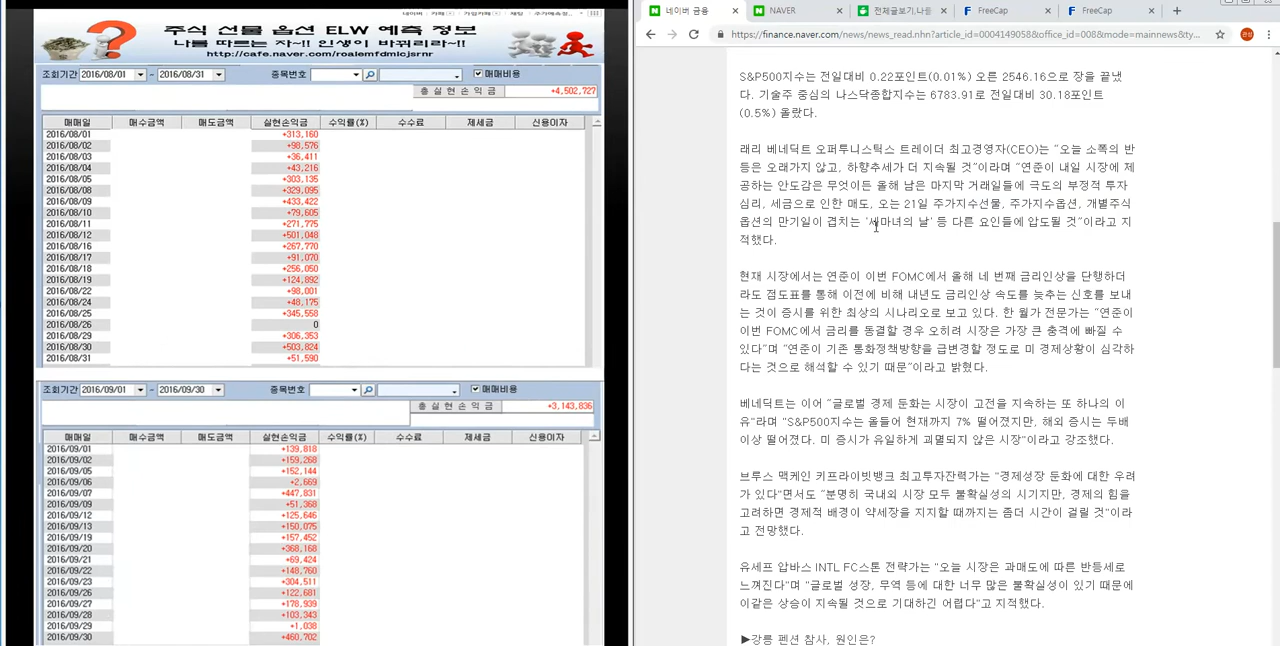 주식 선물 옵션 ELW 예측 정보
나를 따르는 자~!! 인생이 바뀌리라~!!
http://cafe.naver.com/roalemfdmlcjsrnr
조회기간 2016/08/01 - 2016/08/31 종목번호 매매비용
총 실 현 손 익 금 +4,502,727
매매일 매수금액 매도금액 실현손익금 수익률(%) 수수료 제세금 신용이자
2016/08/01 +313,160
2016/08/02 +98,576
2016/08/03 +36,411
2016/08/04 +43,216
2016/08/05 +303,135
2016/08/08 +329,095
2016/08/09 +433,422
2016/08/10 +79,605
2016/08/11 +271,775
2016/08/12 +501,048
2016/08/16 +267,770
2016/08/17 +91,070
2016/08/18 +256,050
2016/08/19 +124,892
2016/08/22 +98,001
2016/08/24 +48,175
2016/08/25 +345,558
2016/08/26 0
2016/08/29 +306,353
2016/08/30 +503,824
2016/08/31 +51,590
조회기간 2016/09/01 - 2016/09/30 종목번호 매매비용
총 실 현 손 익 금 +3,143,836
매매일 매수금액 매도금액 실현손익금 수익률(%) 수수료 제세금 신용이자
2016/09/01 +139,818
2016/09/02 +159,268
2016/09/05 +152,144
2016/09/06 +2,669
2016/09/07 +447,831
2016/09/09 +51,368
2016/09/12 +125,646
2016/09/13 +150,075
2016/09/19 +157,452
2016/09/20 +368,168
2016/09/21 +69,424
2016/09/22 +148,760
2016/09/23 +304,511
2016/09/26 +122,681
2016/09/27 +178,939
2016/09/28 +103,343
2016/09/29 +1,038
2016/09/30 +460,702
네이버 금융 NAVER 전체글보기,나를 FreeCap FreeCap
https://finance.naver.com/news/news_read.nhn?article_id=0004149058&office_id=008&mode=mainnews&ty...
S&P500지수는 전일대비 0.22포인트(0.01%) 오른 2546.16으로 장을 끝냈
다. 기술주 중심의 나스닥종합지수는 6783.91로 전일대비 30.18포인트
(0.5%) 올랐다.
래리 베네딕트 오퍼투니스틱스 트레이더 최고경영자(CEO)는 "오늘 소폭의 반
등은 오래가지 않고, 하향추세가 더 지속될 것"이라며 "연준이 내일 시장에 제
공하는 안도감은 무엇이든 올해 남은 마지막 거래일들에 극도의 부정적 투자
심리, 세금으로 인한 매도, 오는 21일 주가지수선물, 주가지수옵션, 개별주식
옵션의 만기일이 겹치는 '세마녀의 날' 등 다른 요인들에 압도될 것"이라고 지
적했다.
현재 시장에서는 연준이 이번 FOMC에서 올해 네 번째 금리인상을 단행하더
라도 점도표를 통해 이전에 비해 내년도 금리인상 속도를 늦추는 신호를 보내
는 것이 증시를 위한 최상의 시나리오로 보고 있다. 한 월가 전문가는 "연준이
이번 FOMC에서 금리를 동결할 경우 오히려 시장은 가장 큰 충격에 빠질 수
있다"며 "연준이 기존 통화정책방향을 급변경할 정도로 미 경제상황이 심각하
다는 것으로 해석할 수 있기 때문"이라고 밝혔다.
베네딕트는 이어 "글로벌 경제 둔화는 시장이 고전을 지속하는 또 하나의 이
유"라며 "S&P500지수는 올들어 현재까지 7% 떨어졌지만, 해외 증시는 두배
이상 떨어졌다. 미 증시가 유일하게 괴멸되지 않은 시장"이라고 강조했다.
브루스 맥케인 키프라이빗뱅크 최고투자전략가는 "경제성장 둔화에 대한 우려
가 있다"면서도 "분명히 국내외 시장 모두 불확실성의 시기지만, 경제의 힘을
고려하면 경제적 배경이 약세장을 지지할 때까지는 좀더 시간이 걸릴 것"이라
고 전망했다.
유세프 압바스 INTL FC스톤 전략가는 "오늘 시장은 과매도에 따른 반등세로
느껴진다"며 "글로벌 성장, 무역 등에 대한 너무 많은 불확실성이 있기 때문에
이같은 상승이 지속될 것으로 기대하긴 어렵다"고 지적했다.
▶강릉 펜션 참사, 원인은?